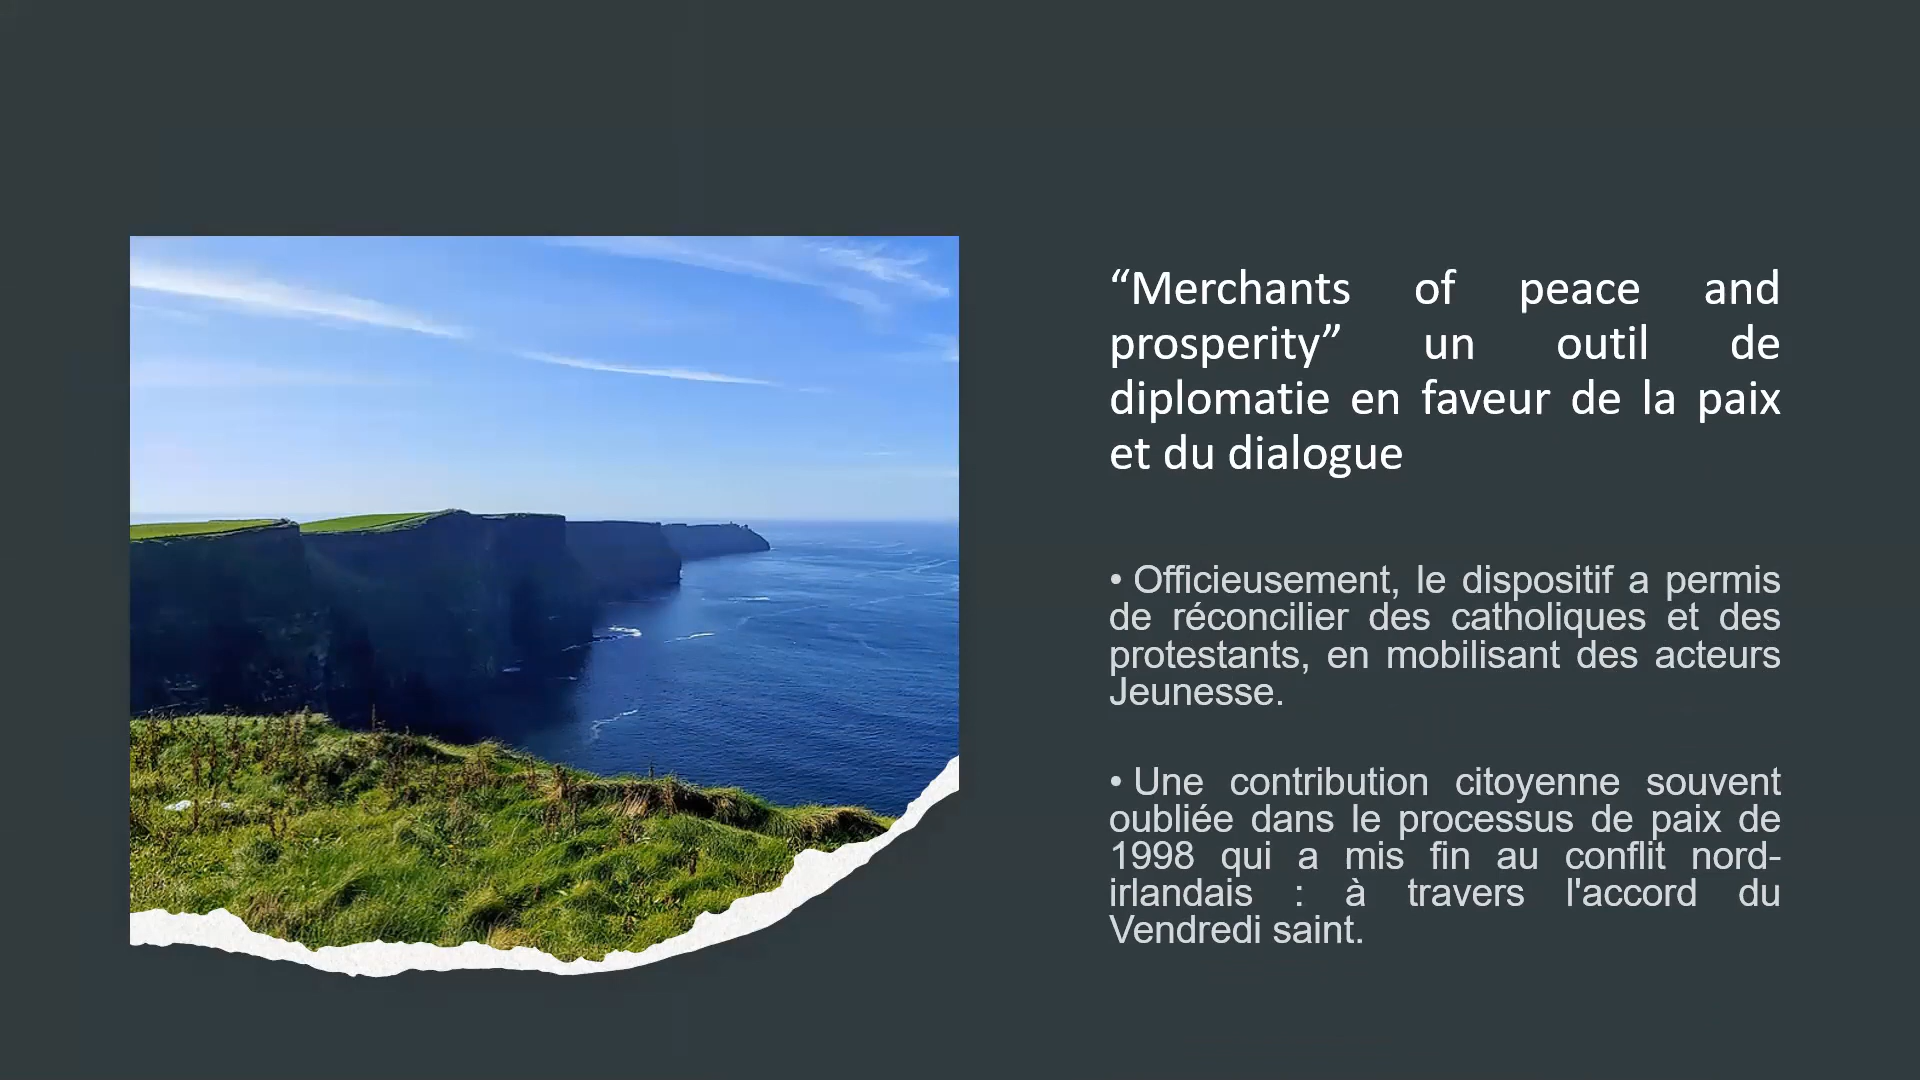 “Merchants of peace and
prosperity” un outil de
diplomatie en faveur de la paix
et du dialogue
• Officieusement, le dispositif a permis
de réconcilier des catholiques et des
protestants, en mobilisant des acteurs
Jeunesse.
• Une contribution citoyenne souvent
oubliée dans le processus de paix de
1998 qui a mis fin au conflit nord-
irlandais : à travers l'accord du
Vendredi saint.